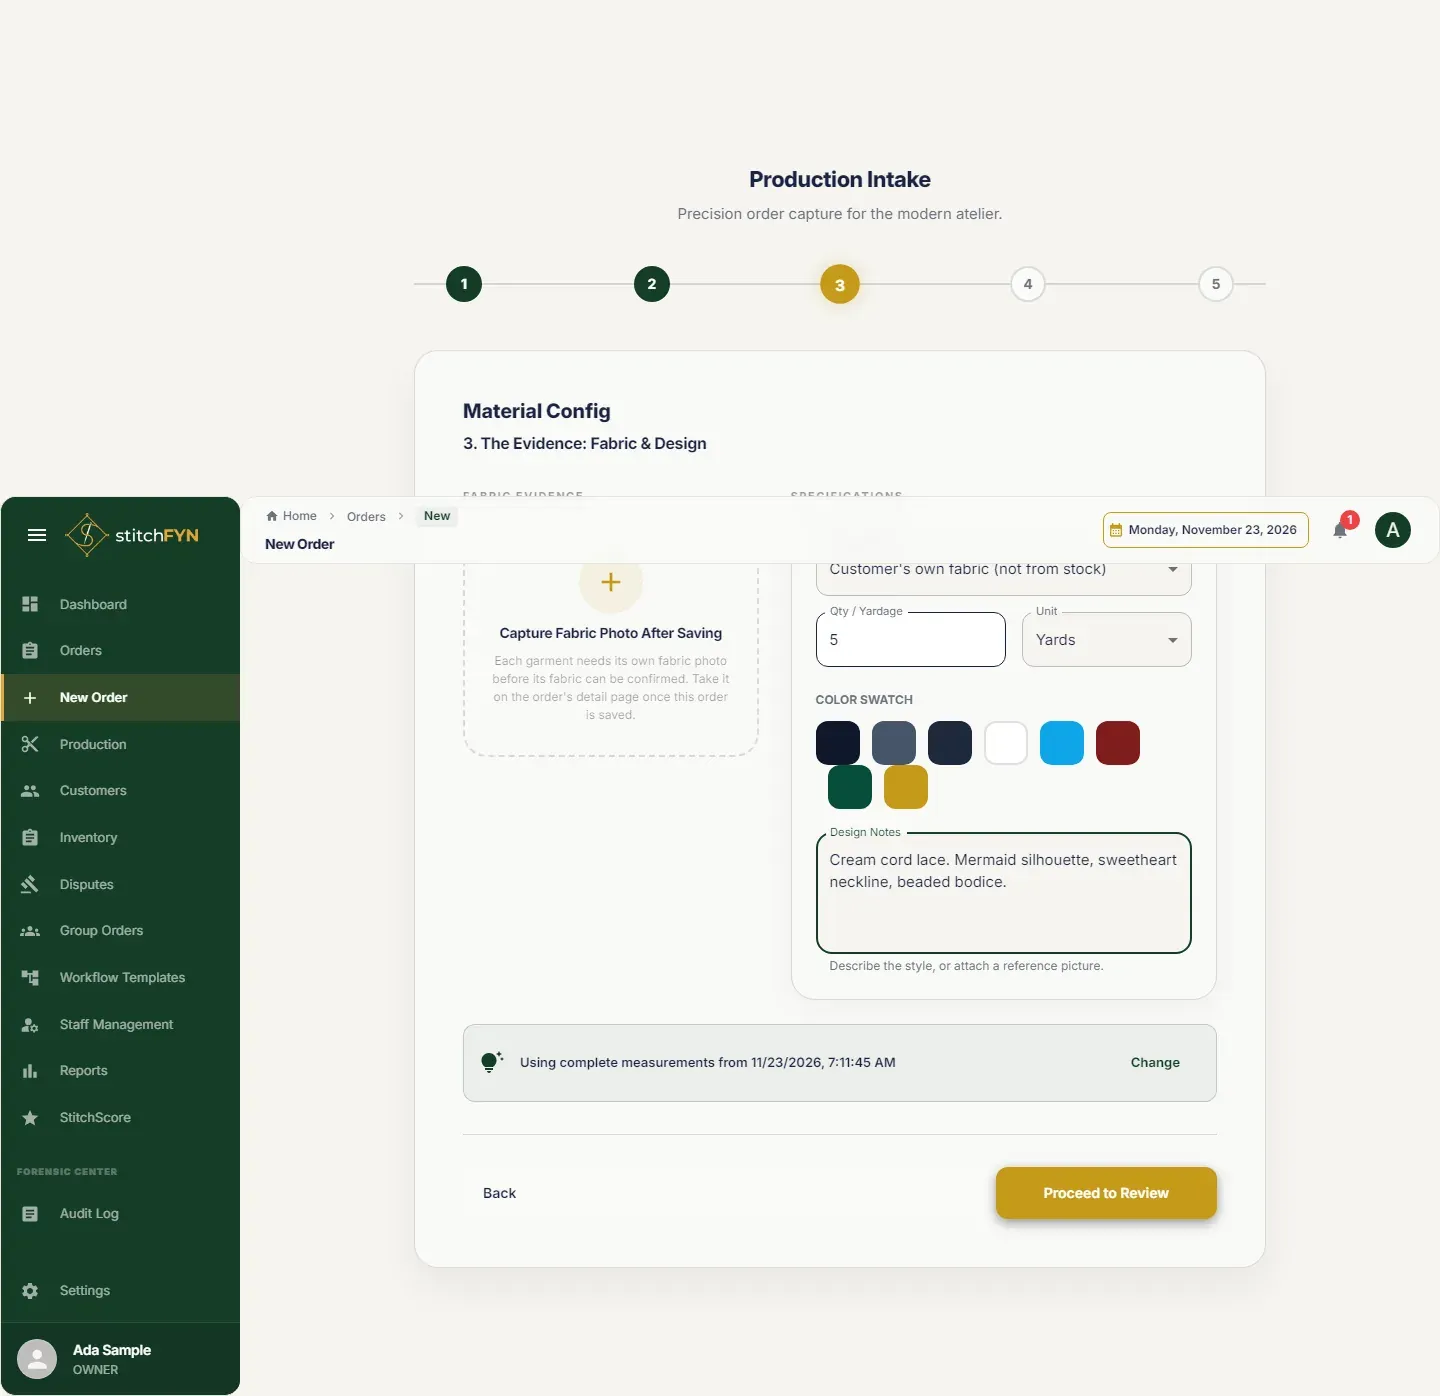 Production Intake
Precision order capture for the modern atelier.
1
2
3
4
5
Material Config
3. The Evidence: Fabric & Design
FABRIC EVIDENCE
SPECIFICATIONS
stitchFYN
Home
Orders
New
New Order
Monday, November 23, 2026
1
A
Dashboard
Orders
New Order
Production
Customers
Inventory
Disputes
Group Orders
Workflow Templates
Staff Management
Reports
StitchScore
FORENSIC CENTER
Audit Log
Settings
Ada Sample
OWNER
Capture Fabric Photo After Saving
Each garment needs its own fabric photo
before its fabric can be confirmed. Take it
on the order's detail page once this order
is saved.
Customer's own fabric (not from stock)
Qty / Yardage
5
Unit
Yards
COLOR SWATCH
Design Notes
Cream cord lace. Mermaid silhouette, sweetheart
neckline, beaded bodice.
Describe the style, or attach a reference picture.
Using complete measurements from 11/23/2026, 7:11:45 AM
Change
Back
Proceed to Review